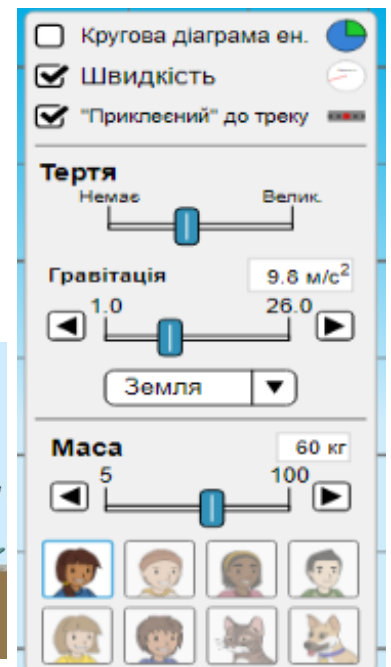 Кругова діаграма ен.
Швидкість
"Приклеєний" до треку
Тертя
Немає Велик.
Гравітація 9.8 м/с²
1.0 26.0
Земля
Маса 60 кг
5 100